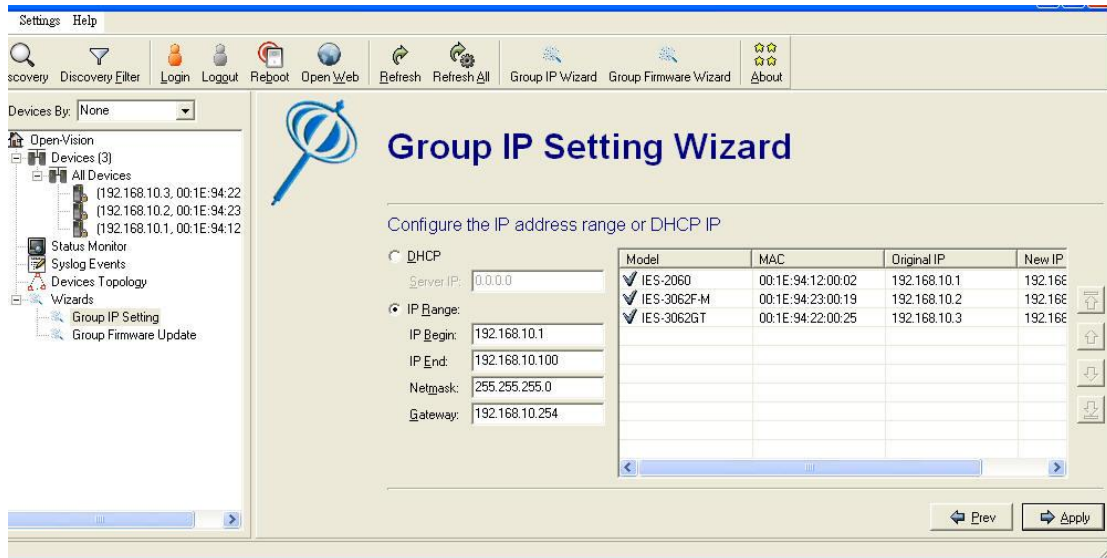 Settings Help
scovery Discovery Filter Login Logout Reboot Open Web Refresh Refresh All Group IP Wizard Group Firmware Wizard About
Devices By: None
Open-Vision
Devices (3)
All Devices
(192.168.10.3, 00:1E:94:22
(192.168.10.2, 00:1E:94:23
(192.168.10.1, 00:1E:94:12
Status Monitor
Syslog Events
Devices Topology
Wizards
Group IP Setting
Group Firmware Update
Group IP Setting Wizard
Configure the IP address range or DHCP IP
DHCP
Server IP: 0.0.0.0
IP Range:
IP Begin: 192.168.10.1
IP End: 192.168.10.100
Netmask: 255.255.255.0
Gateway: 192.168.10.254
Model MAC Original IP New IP
IES-2060 00:1E:94:12:00:02 192.168.10.1 192.168
IES-3062F-M 00:1E:94:23:00:19 192.168.10.2 192.168
IES-3062GT 00:1E:94:22:00:25 192.168.10.3 192.168
Prev Apply